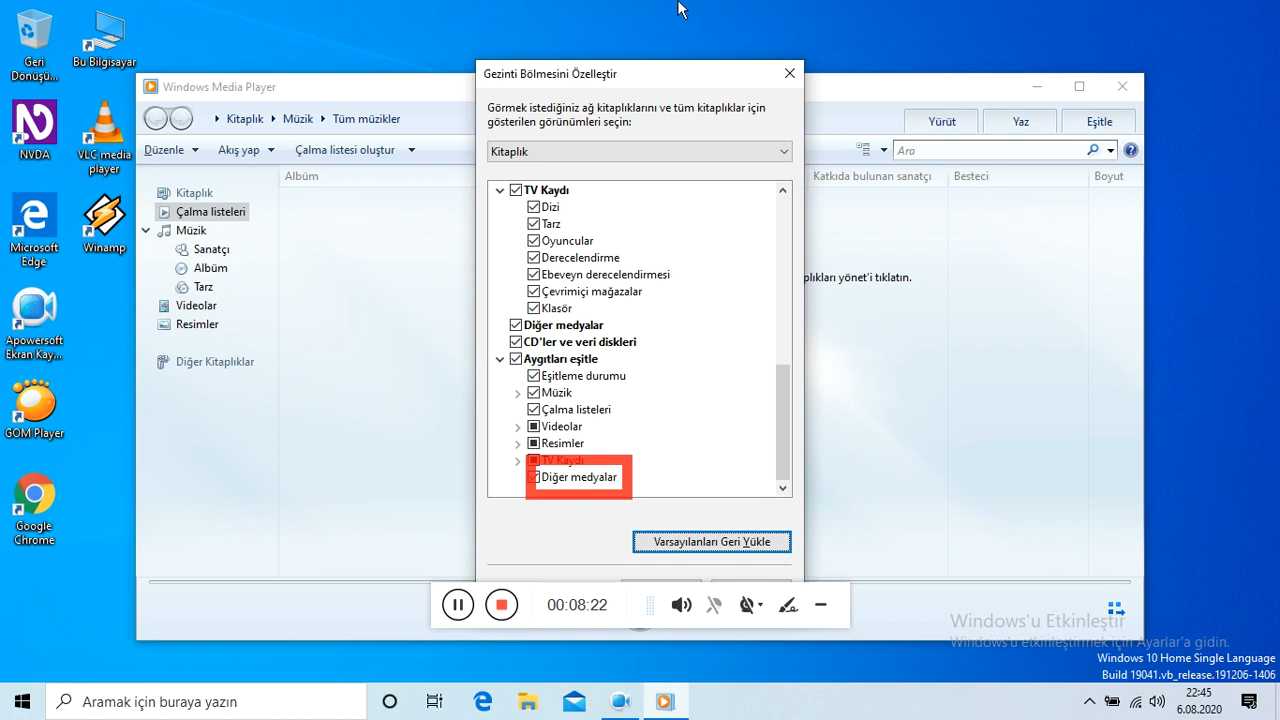 Geri
Dönüşü...
Bu Bilgisayar
NVDA
VLC media
player
Microsoft
Edge
Winamp
Apowersoft
Ekran Kay...
GOM Player
Google
Chrome
Windows Media Player
Kitaplık
Müzik
Tüm müzikler
Yürüt
Yaz
Eşitle
Düzenle
Akış yap
Çalma listesi oluştur
Ara
Albüm
Katkıda bulunan sanatçı
Besteci
Boyut
Kitaplık
Çalma listeleri
Müzik
Sanatçı
Albüm
Tarz
Videolar
Resimler
Diğer Kitaplıklar
plıkları yönet'i tıklatın.
Gezinti Bölmesini Özelleştir
Görmek istediğiniz ağ kitaplıklarını ve tüm kitaplıklar için
gösterilen görünümleri seçin:
Kitaplık
TV Kaydı
Dizi
Tarz
Oyuncular
Derecelendirme
Ebeveyn derecelendirmesi
Çevrimiçi mağazalar
Klasör
Diğer medyalar
CD'ler ve veri diskleri
Aygıtları eşitle
Eşitleme durumu
Müzik
Çalma listeleri
Videolar
Resimler
TV Kaydı
Diğer medyalar
Varsayılanları Geri Yükle
00:08:22
Windows'u Etkinleştir
Windows'u etkinleştirmek için Ayarlar'a gidin.
Windows 10 Home Single Language
Build 19041.vb_release.191206-1406
Aramak için buraya yazın
22:45
6.08.2020